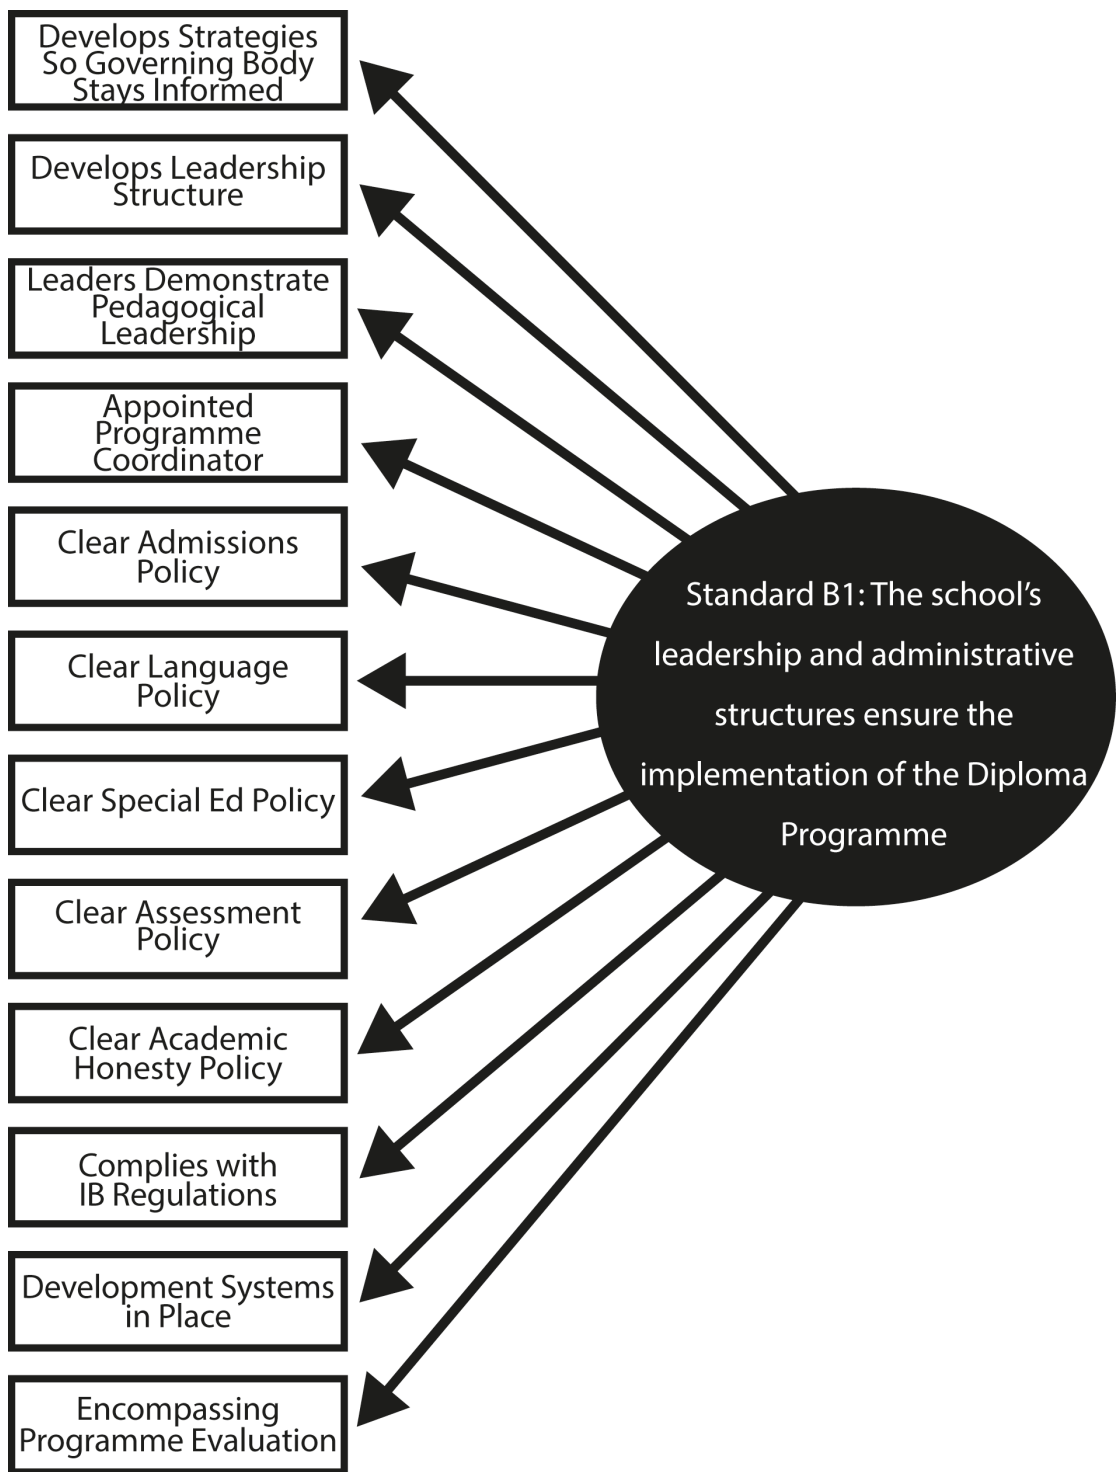 Develops Strategies
So Governing Body
Stays Informed
Develops Leadership
Structure
Leaders Demonstrate
Pedagogical
Leadership
Appointed
Programme
Coordinator
Clear Admissions
Policy
Clear Language
Policy
Clear Special Ed Policy
Clear Assessment
Policy
Clear Academic
Honesty Policy
Complies with
IB Regulations
Development Systems
in Place
Encompassing
Programme Evaluation
Standard B1: The school’s
leadership and administrative
structures ensure the
implementation of the Diploma
Programme